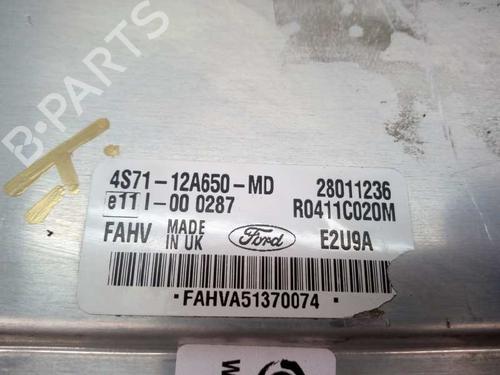 B-PARTS
4S71-12A650-MD 28011236
e11 I-00 0287 R0411C020M
FAHV MADE IN UK Ford E2U9A
FAHVA51370074